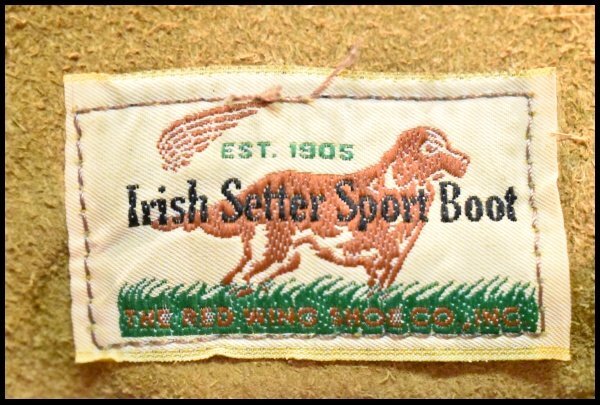 EST. 1905
Irish Setter Sport Boot
THE RED WING SHOE CO., INC.